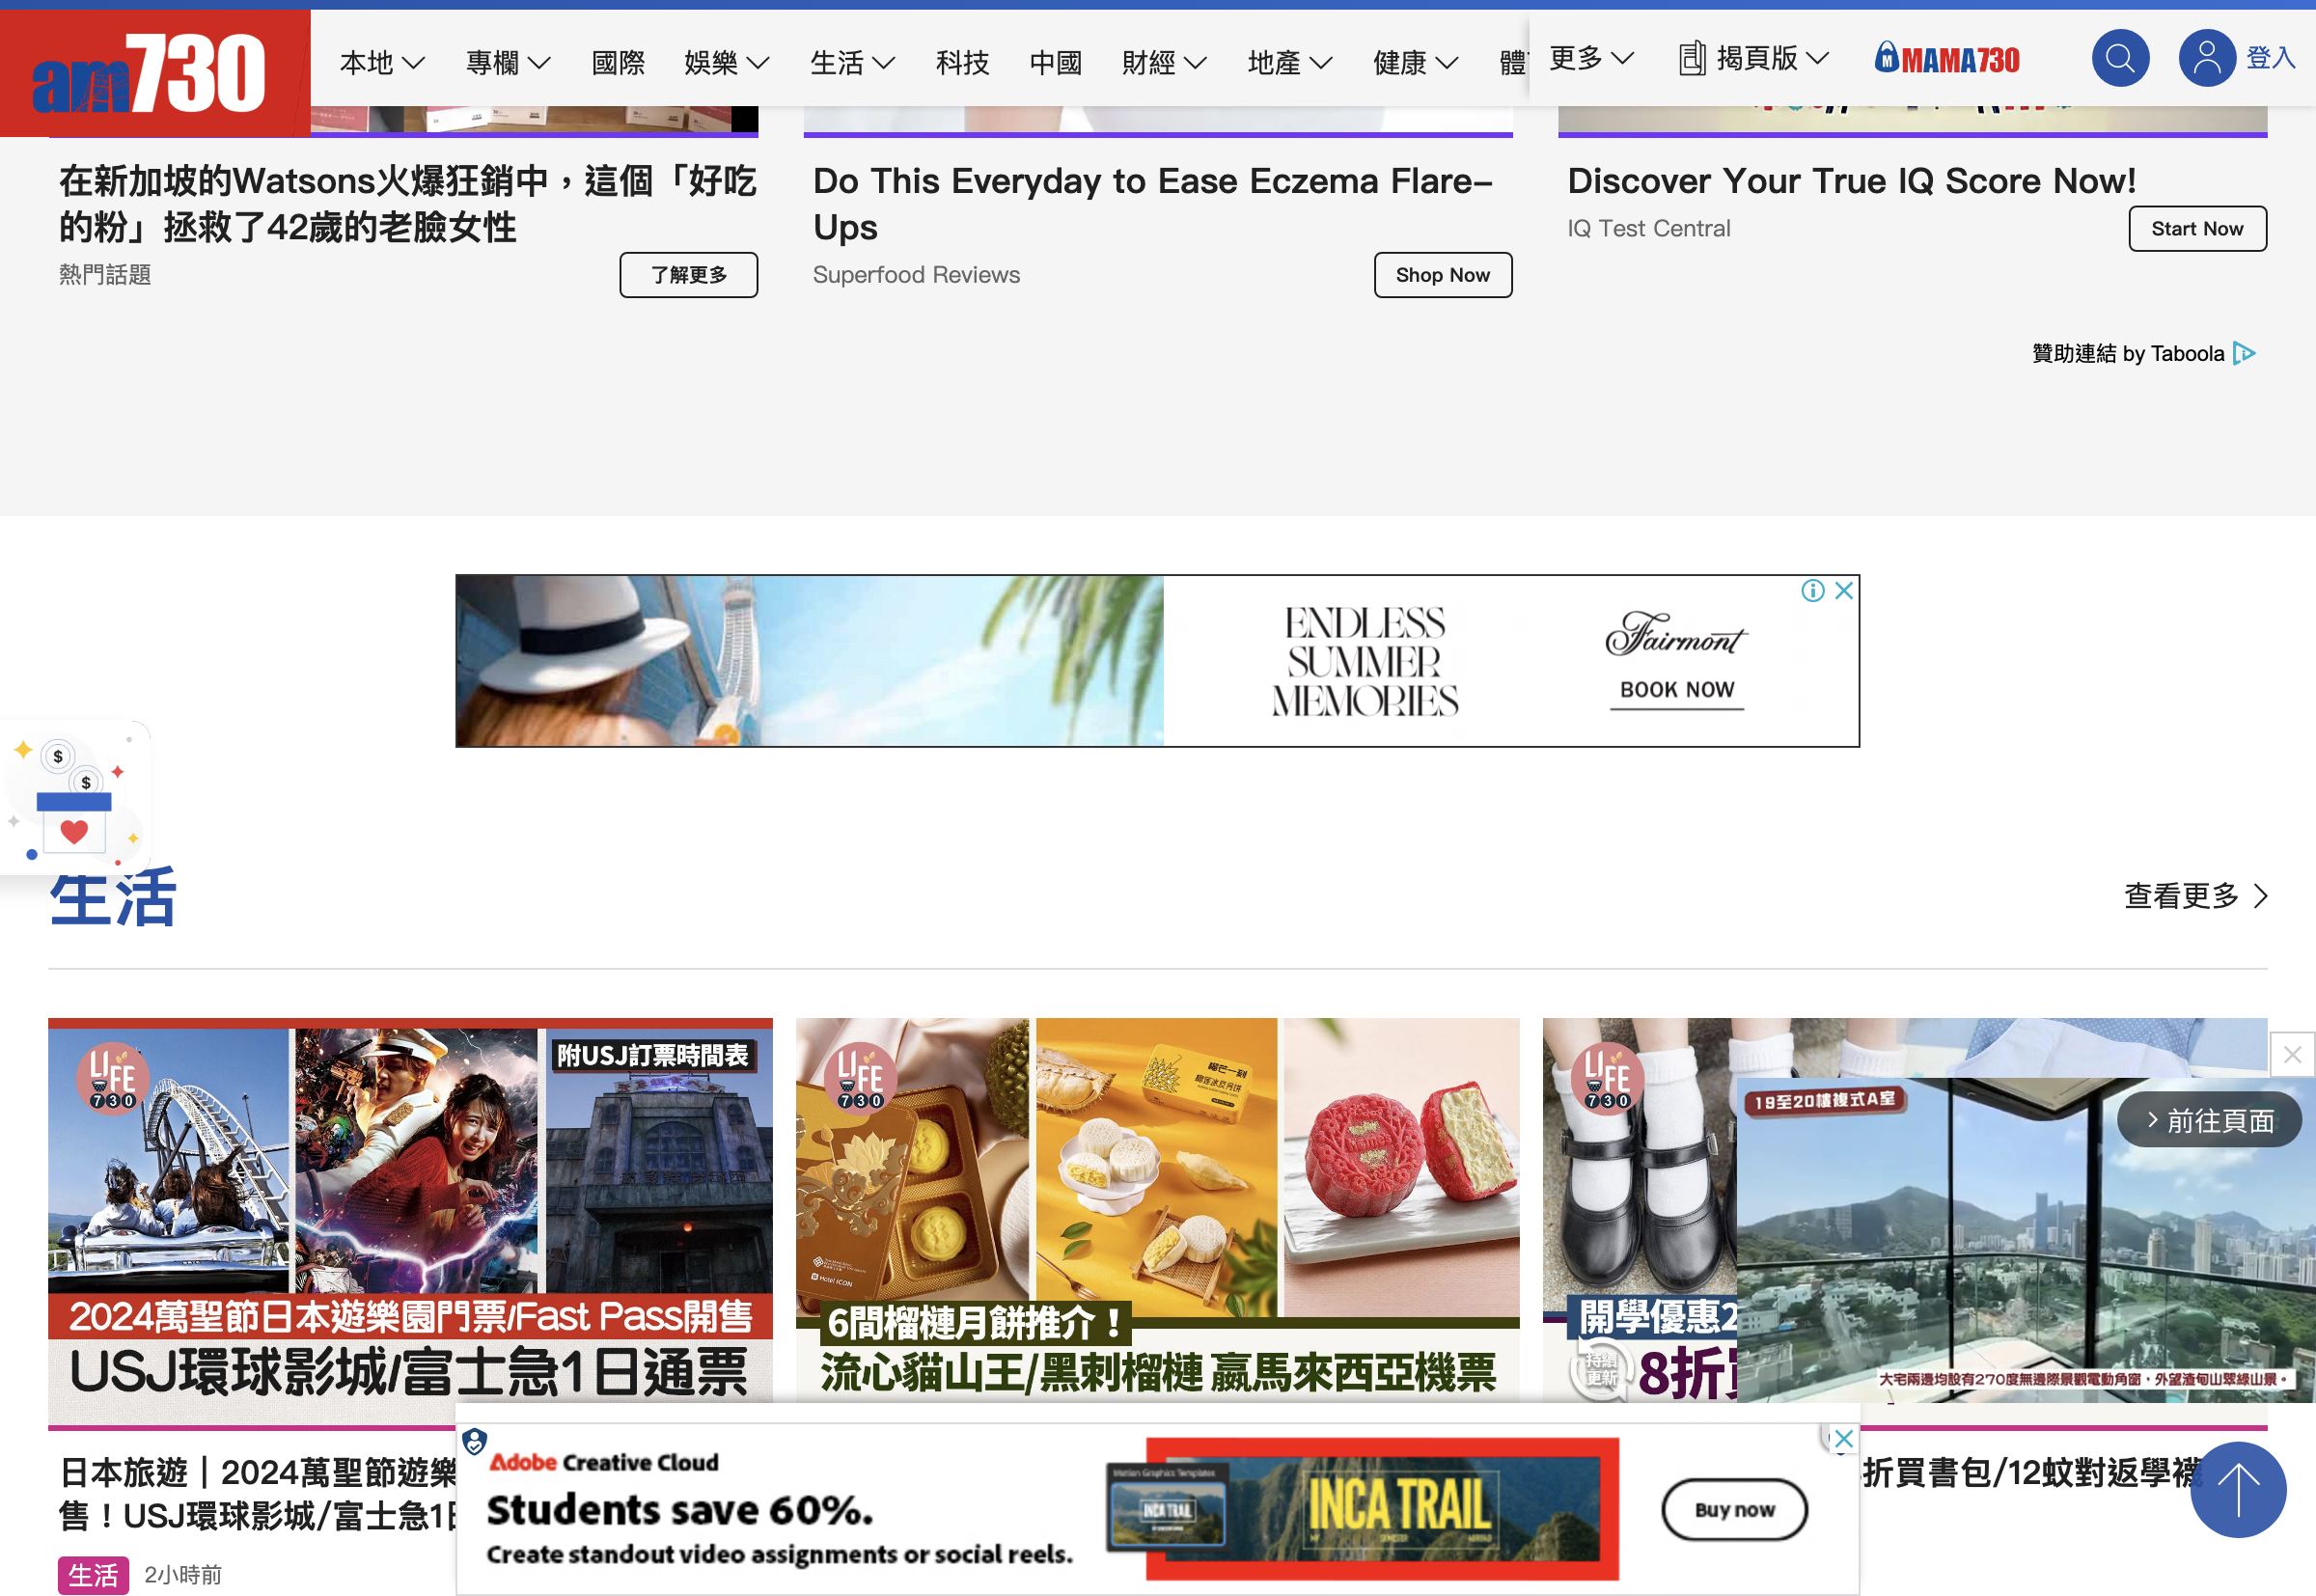 am730
本地
專欄
國際
娛樂
生活
科技
中國
財經
地產
健康
更多
揭頁版
MAMA730
登入
在新加坡的Watsons火爆狂銷中，這個「好吃
的粉」拯救了42歲的老臉女性
熱門話題
了解更多
Do This Everyday to Ease Eczema Flare-
Ups
Superfood Reviews
Shop Now
Discover Your True IQ Score Now!
IQ Test Central
Start Now
贊助連結 by Taboola
ENDLESS
SUMMER
MEMORIES
Fairmont
BOOK NOW
生活
查看更多
LIFE
730
附USJ訂票時間表
2024萬聖節日本遊樂園門票/Fast Pass開售
USJ環球影城/富士急1日通票
LIFE
730
Hotel ICON
6間榴槤月餅推介！
流心貓山王/黑刺榴槤 贏馬來西亞機票
LIFE
730
開學優惠2
持續
更新
8折
19至20樓複式A室
前往頁面
大宅兩邊均設有270度無邊際景觀電動角窗，外望渣甸山翠綠山景。
日本旅遊｜2024萬聖節遊樂
售！USJ環球影城/富士急1
生活
2小時前
折買書包/12蚊對返學襪
Adobe Creative Cloud
Students save 60%.
Create standout video assignments or social reels.
Motion Graphics Templates
INCA TRAIL
INCA TRAIL
Buy now